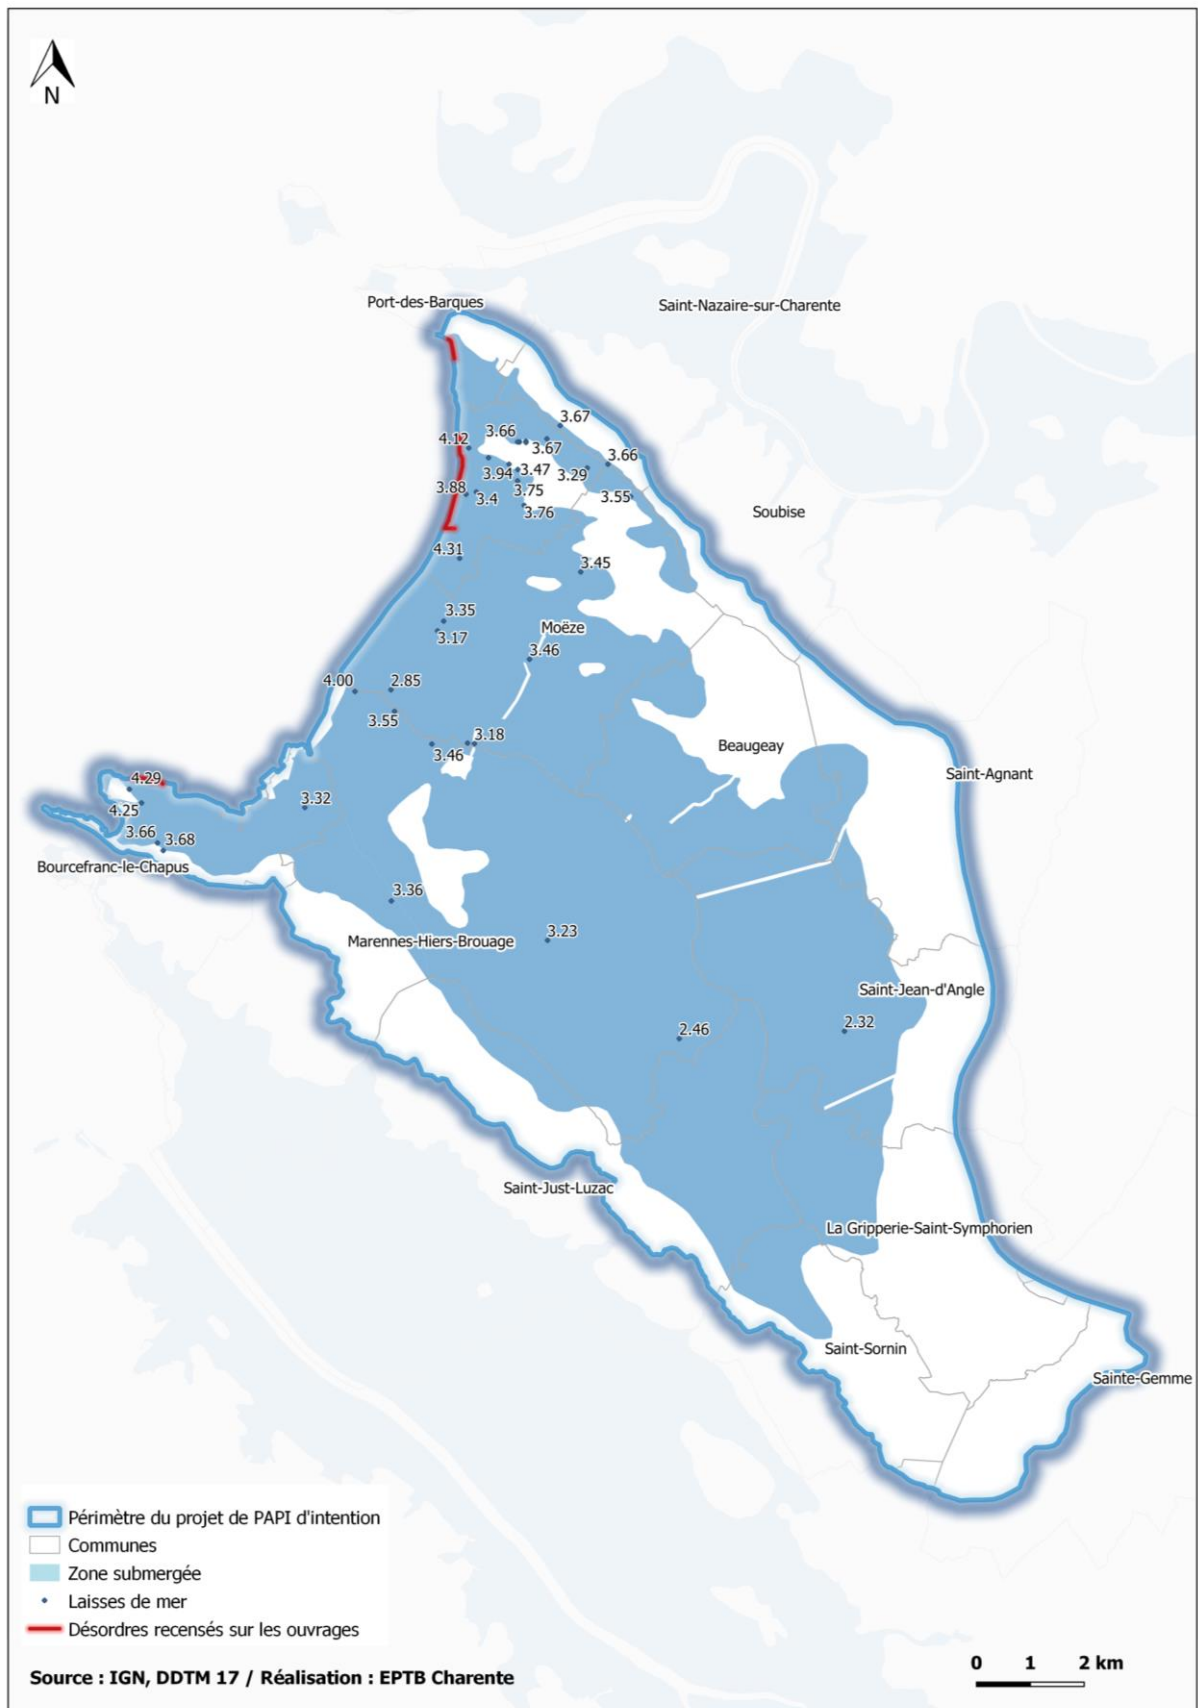 N
Port-des-Barques
Saint-Nazaire-sur-Charente
3.67
4.12
3.66
3.67
3.66
3.94
3.47
3.29
3.88
3.4
3.75
3.55
3.76
Soubise
4.31
3.45
3.35
Moëze
3.17
3.46
4.00
2.85
3.55
3.18
3.46
Beaugeay
Saint-Agnant
4.29
4.25
3.32
3.66
3.68
Bourcefranc-le-Chapus
3.36
3.23
Marennes-Hiers-Brouage
Saint-Jean-d'Angle
2.46
2.32
Saint-Just-Luzac
La Gripperie-Saint-Symphorien
Saint-Sornin
Sainte-Gemme
Périmètre du projet de PAPI d'intention
Communes
Zone submergée
Laisses de mer
Désordres recensés sur les ouvrages
Source : IGN, DDTM 17 / Réalisation : EPTB Charente
0 1 2 km